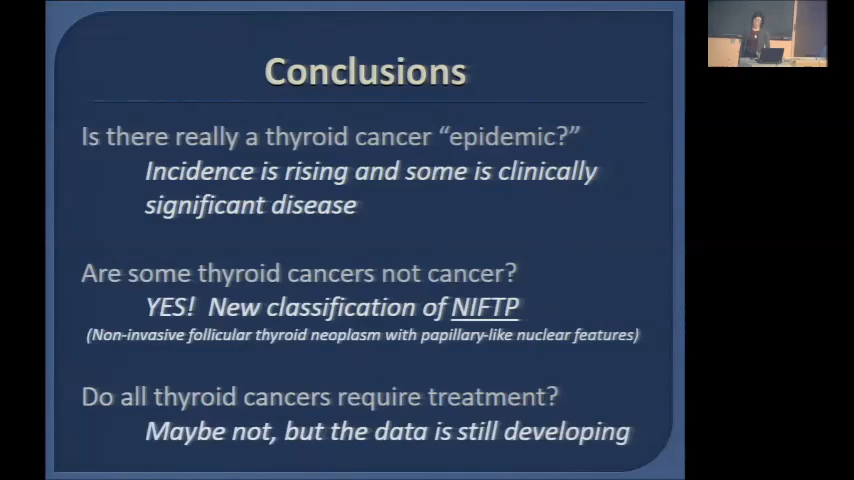 Conclusions
Is there really a thyroid cancer “epidemic?”
Incidence is rising and some is clinically
significant disease
Are some thyroid cancers not cancer?
YES! New classification of NIFTP
(Non-invasive follicular thyroid neoplasm with papillary-like nuclear features)
Do all thyroid cancers require treatment?
Maybe not, but the data is still developing